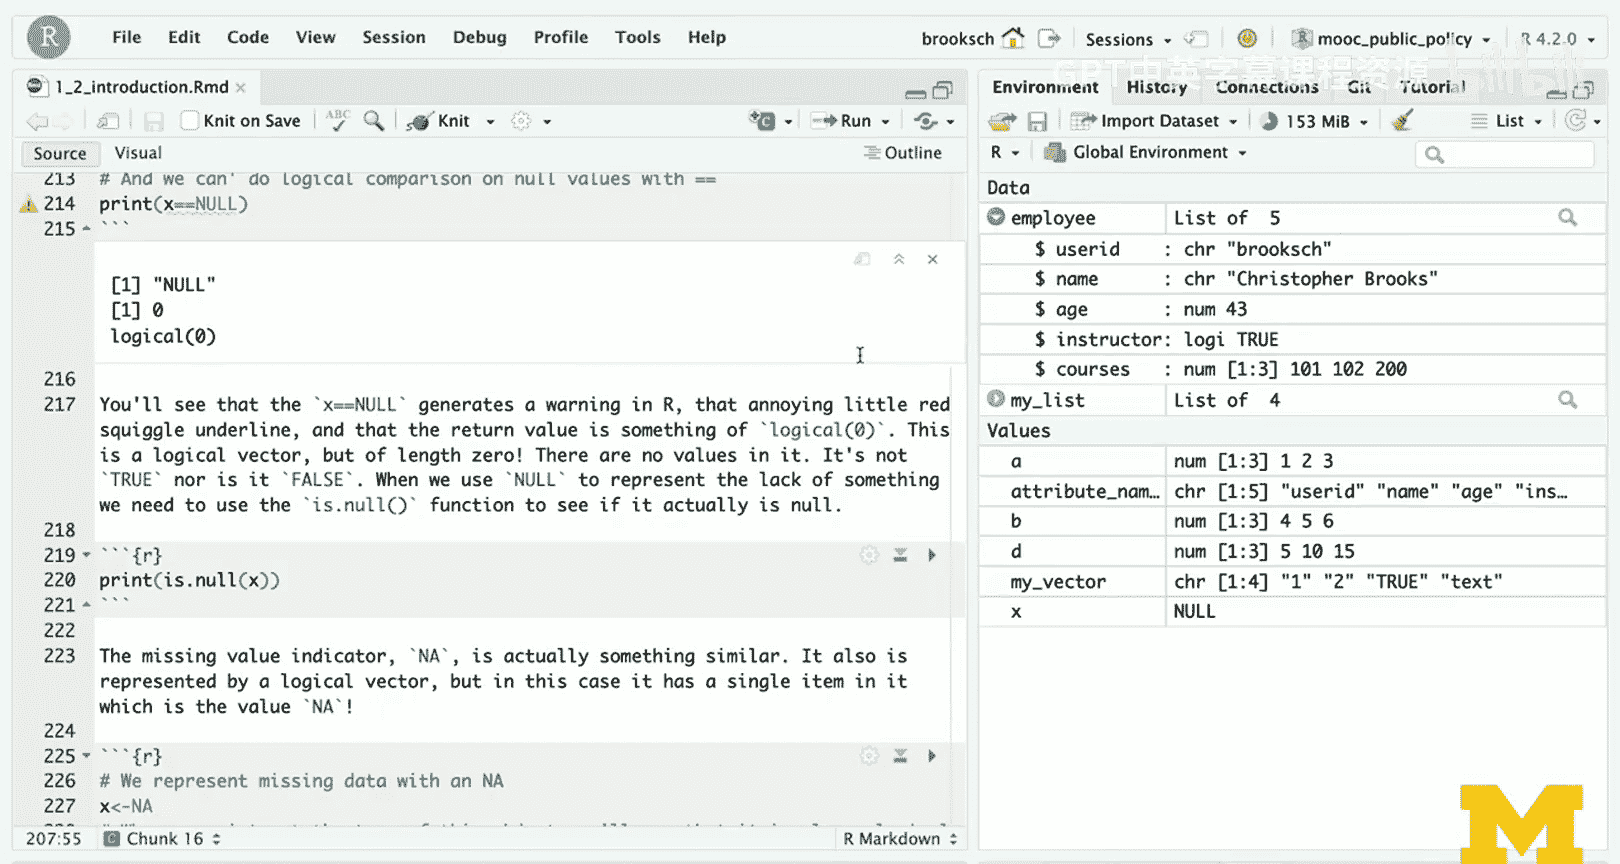 R File Edit Code View Session Debug Profile Tools Help brooksch Sessions mooc_public_policy R 4.2.0
GPT中英字幕课程资源
1_2_introduction.Rmd
Environment History Connections Git Tutorial
Knit on Save ABC Knit Run
Import Dataset 153 MiB List
Source Visual Outline
R Global Environment
213 # And we can' do logical comparison on null values with ==
214 print(x==NULL)
215 ```
[1] "NULL"
[1] 0
logical(0)
216
217 You'll see that the `x==NULL` generates a warning in R, that annoying little red
squiggle underline, and that the return value is something of `logical(0)`. This
is a logical vector, but of length zero! There are no values in it. It's not
`TRUE` nor is it `FALSE`. When we use `NULL` to represent the lack of something
we need to use the `is.null()` function to see if it actually is null.
218
219 ```{r}
220 print(is.null(x))
221 ```
222
223 The missing value indicator, `NA`, is actually something similar. It also is
represented by a logical vector, but in this case it has a single item in it
which is the value `NA`!
224
225 ```{r}
226 # We represent missing data with an NA
227 x<-NA
207:55 C Chunk 16 R Markdown
Data
employee List of 5
$ userid : chr "brooksch"
$ name : chr "Christopher Brooks"
$ age : num 43
$ instructor: logi TRUE
$ courses : num [1:3] 101 102 200
my_list List of 4
Values
a num [1:3] 1 2 3
attribute_nam… chr [1:5] "userid" "name" "age" "ins…
b num [1:3] 4 5 6
d num [1:3] 5 10 15
my_vector chr [1:4] "1" "2" "TRUE" "text"
x NULL
M